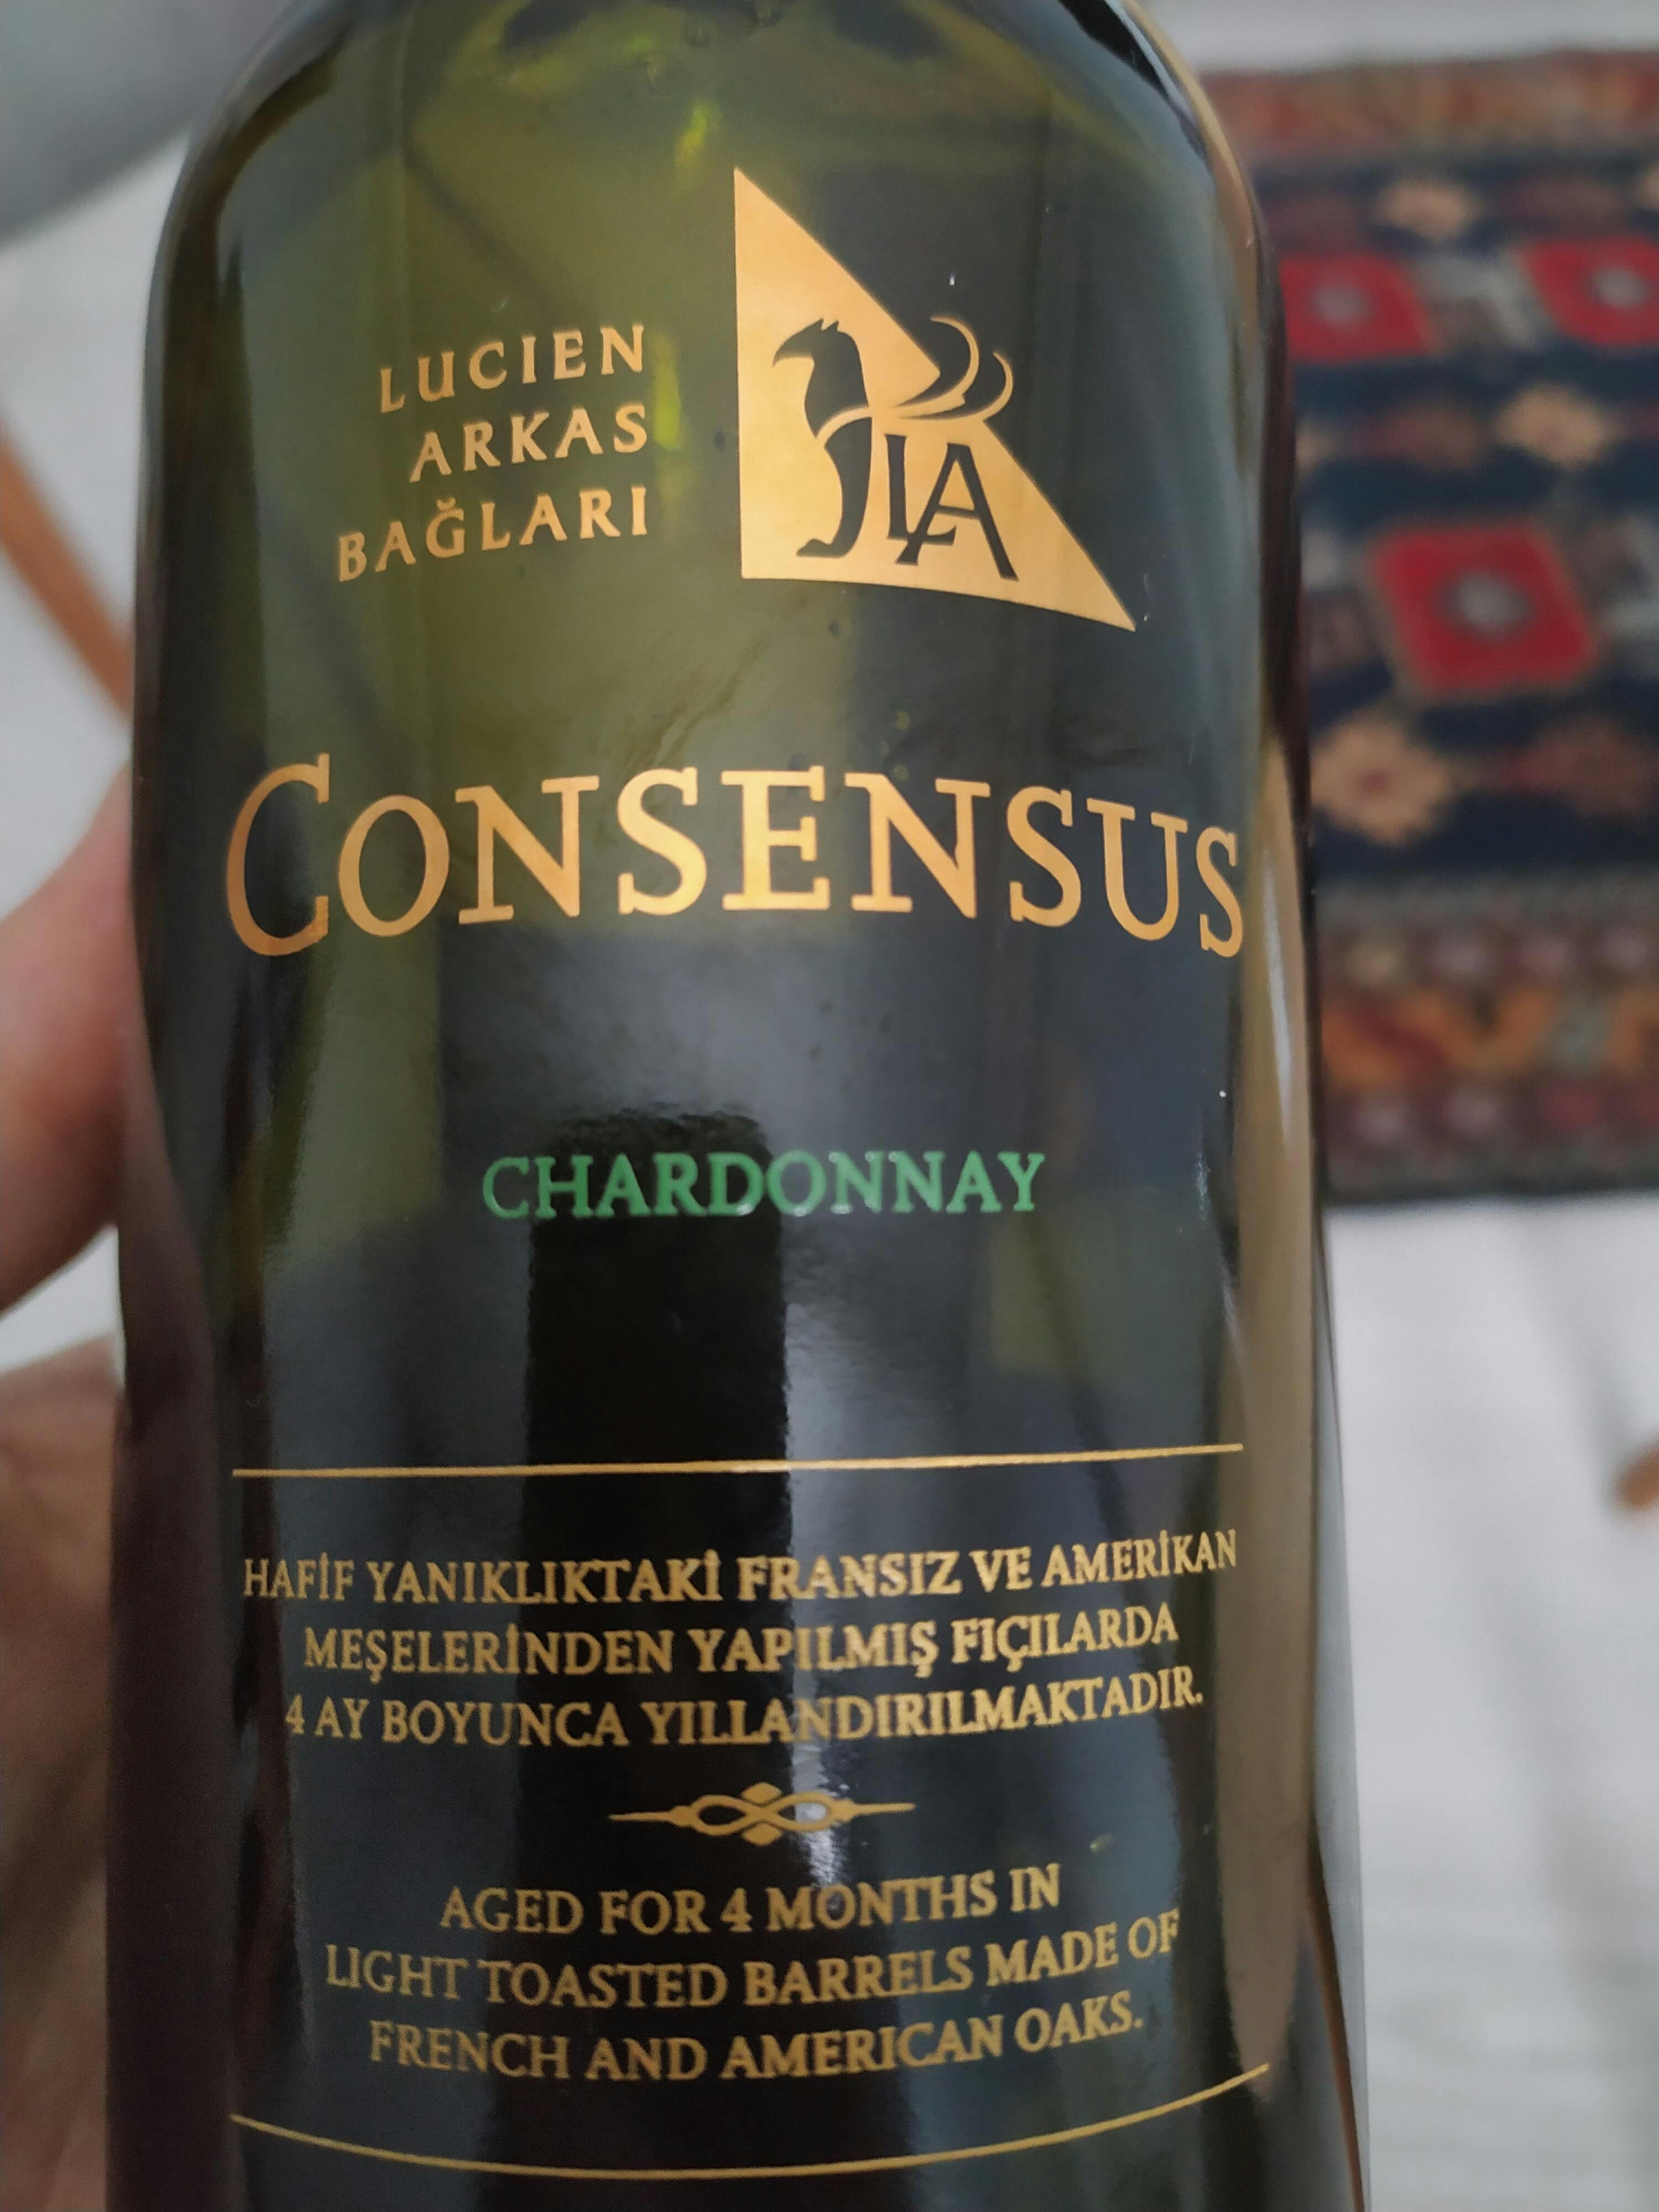 LUCIEN
ARKAS
BAĞLARI
LA
CONSENSUS
CHARDONNAY
HAFİF YANIKLIKTAKİ FRANSIZ VE AMERİKAN
MEŞELERİNDEN YAPILMIŞ FIÇILARDA
4 AY BOYUNCA YILLANDIRILMAKTADIR.
AGED FOR 4 MONTHS IN
LIGHT TOASTED BARRELS MADE OF
FRENCH AND AMERICAN OAKS.